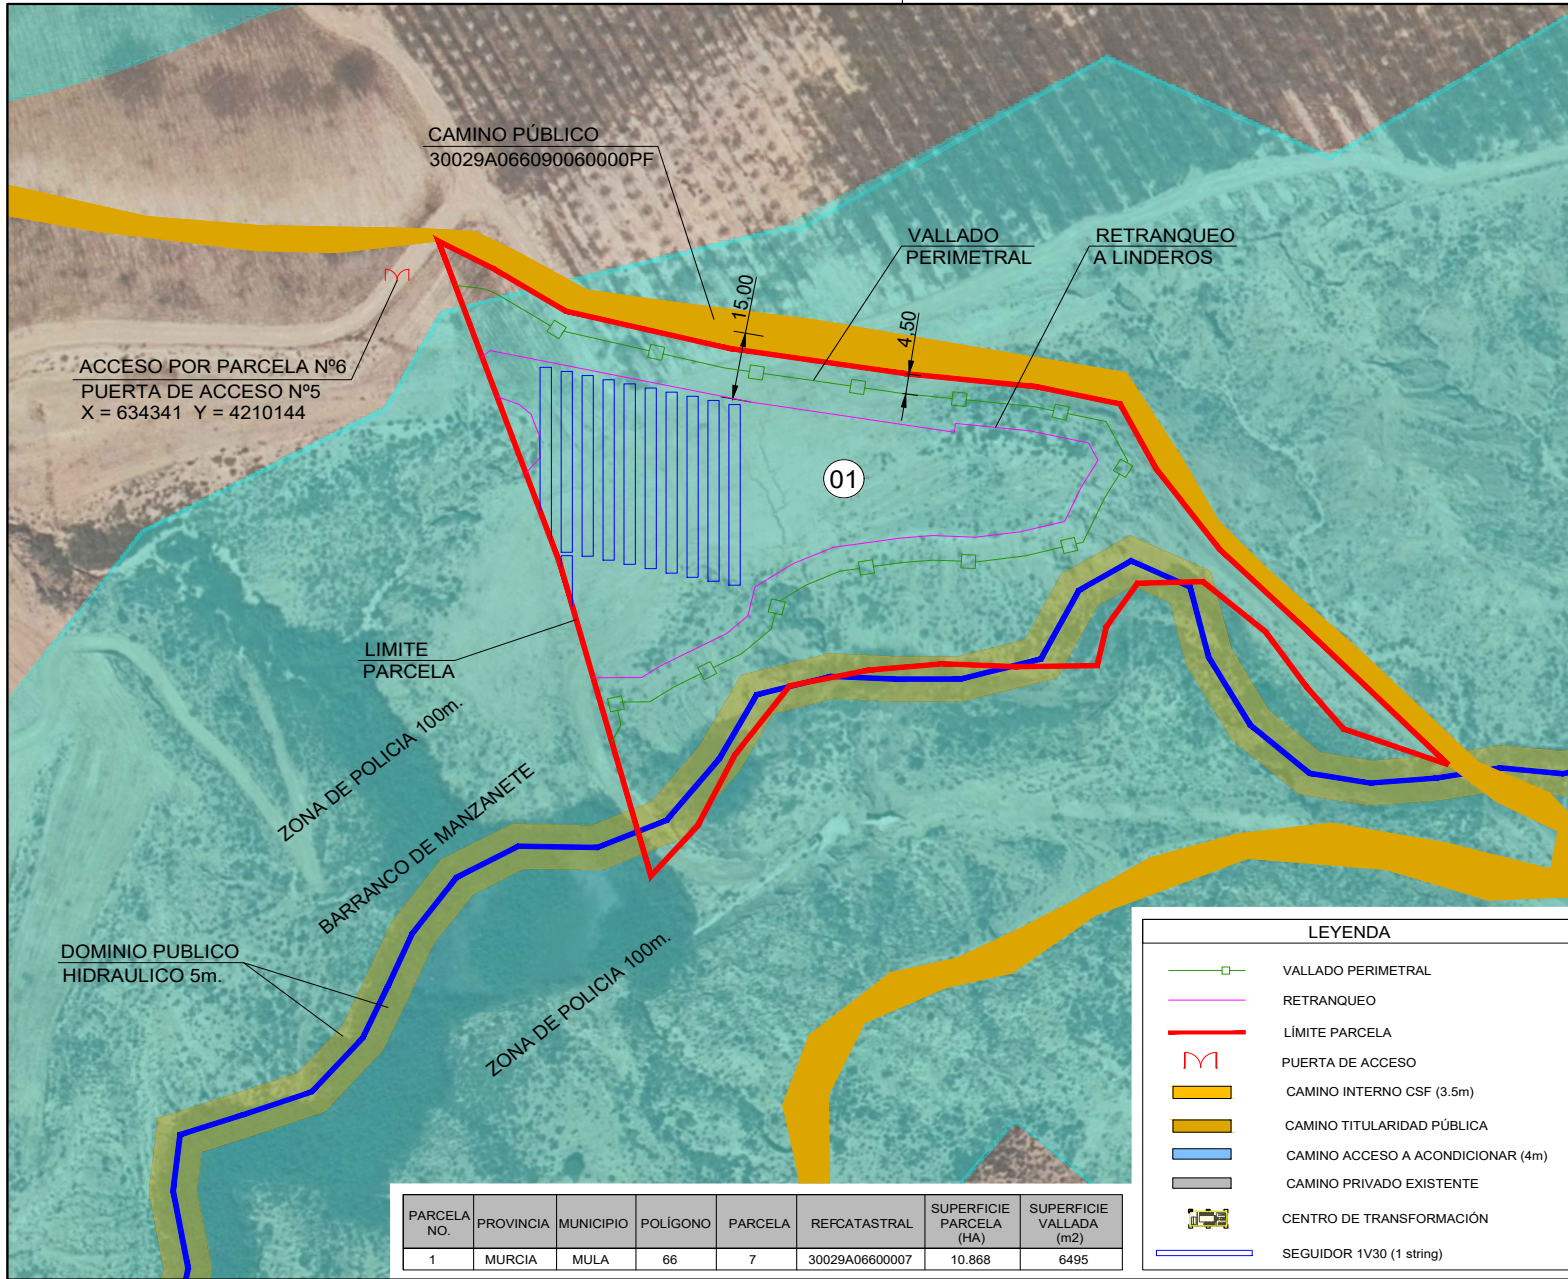 CAMINO PÚBLICO
30029A066090060000PF
VALLADO
PERIMETRAL
RETRANQUEO
A LINDEROS
15,00
4,50
ACCESO POR PARCELA Nº6
PUERTA DE ACCESO Nº5
X = 634341 Y = 4210144
01
LIMITE
PARCELA
ZONA DE POLICIA 100m.
BARRANCO DE MANZANETE
DOMINIO PUBLICO
HIDRAULICO 5m.
ZONA DE POLICIA 100m.
LEYENDA
VALLADO PERIMETRAL
RETRANQUEO
LÍMITE PARCELA
PUERTA DE ACCESO
CAMINO INTERNO CSF (3.5m)
CAMINO TITULARIDAD PÚBLICA
CAMINO ACCESO A ACONDICIONAR (4m)
CAMINO PRIVADO EXISTENTE
CENTRO DE TRANSFORMACIÓN
SEGUIDOR 1V30 (1 string)
PARCELA NO. PROVINCIA MUNICIPIO POLÍGONO PARCELA REFCATASTRAL SUPERFICIE PARCELA (HA) SUPERFICIE VALLADA (m2)
1 MURCIA MULA 66 7 30029A06600007 10.868 6495